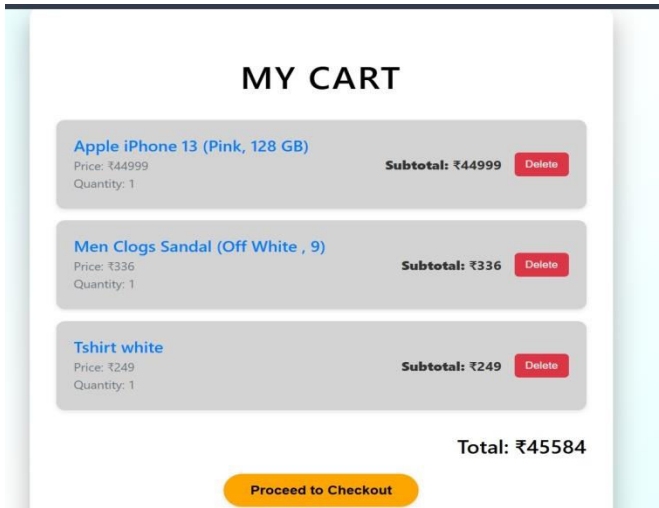 MY CART
Apple iPhone 13 (Pink, 128 GB)
Price: ₹44999
Quantity: 1
Subtotal: ₹44999
Delete
Men Clogs Sandal (Off White , 9)
Price: ₹336
Quantity: 1
Subtotal: ₹336
Delete
Tshirt white
Price: ₹249
Quantity: 1
Subtotal: ₹249
Delete
Total: ₹45584
Proceed to Checkout